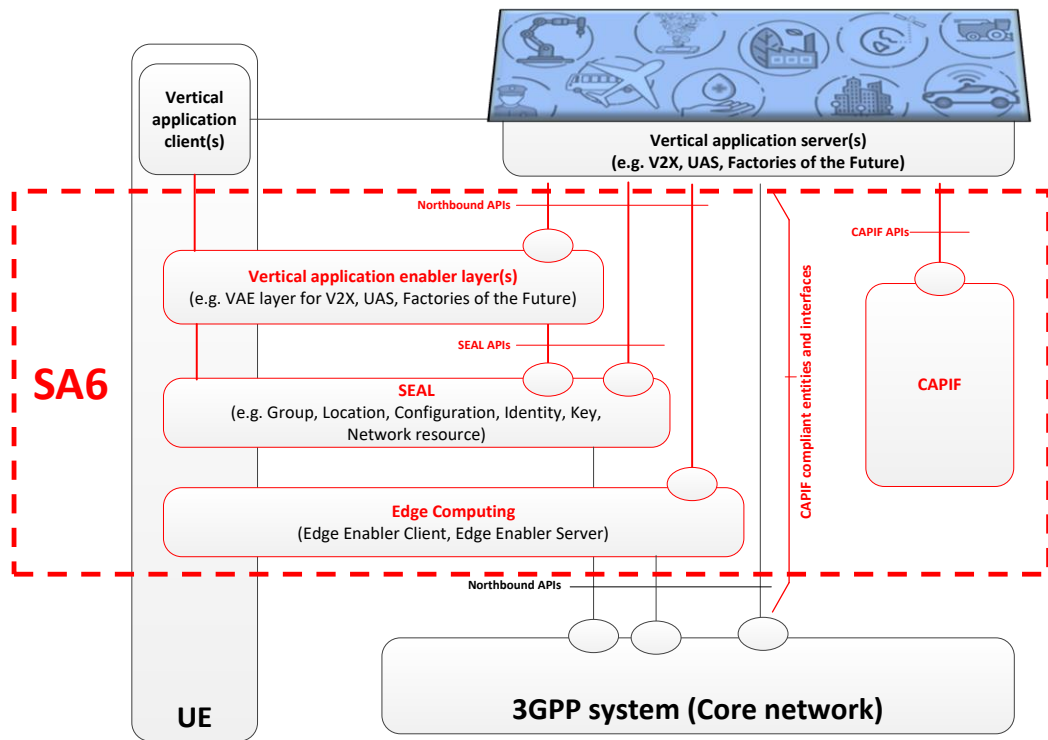 Vertical
application
client(s)
Vertical application server(s)
(e.g. V2X, UAS, Factories of the Future)
Northbound APIs
CAPIF APIs
Vertical application enabler layer(s)
(e.g. VAE layer for V2X, UAS, Factories of the Future)
SEAL APIs
SA6
SEAL
(e.g. Group, Location, Configuration, Identity, Key,
Network resource)
CAPIF compliant entities and interfaces
CAPIF
Edge Computing
(Edge Enabler Client, Edge Enabler Server)
Northbound APIs
UE
3GPP system (Core network)